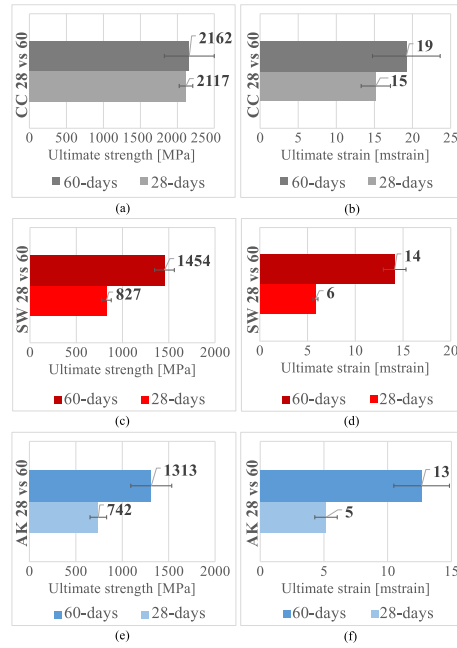 CC 28 vs 60
2162
2117
0 500 1000 1500 2000 2500
Ultimate strength [MPa]
60-days 28-days
(a)
CC 28 vs 60
19
15
0 5 10 15 20 25
Ultimate strain [mstrain]
60-days 28-days
(b)
SW 28 vs 60
1454
827
0 500 1000 1500 2000
Ultimate strength [MPa]
60-days 28-days
(c)
SW 28 vs 60
14
6
0 5 10 15 20
Ultimate strain [mstrain]
60-days 28-days
(d)
AK 28 vs 60
1313
742
0 500 1000 1500 2000
Ultimate strength [MPa]
60-days 28-days
(e)
AK 28 vs 60
13
5
0 5 10 15
Ultimate strain [mstrain]
60-days 28-days
(f)